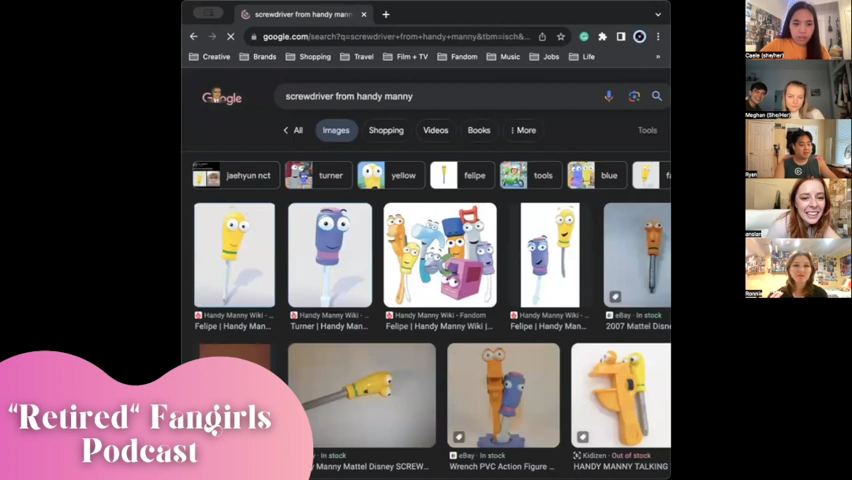 screwdriver from handy mann
google.com/search?q=screwdriver+from+handy+manny&tbm=isch&...
Creative
Brands
Shopping
Travel
Film + TV
Fandom
Music
Jobs
Life
»
Google
screwdriver from handy manny
All
Images
Shopping
Videos
Books
More
Tools
jaehyun nct
turner
yellow
felipe
tools
blue
Handy Manny Wiki - ...
Felipe | Handy Man...
Handy Manny Wiki - ...
Turner | Handy Man...
Handy Manny Wiki - Fandom
Felipe | Handy Manny Wiki |...
Handy Manny Wiki - ...
Felipe | Handy Man...
eBay · In stock
2007 Mattel Disne
In stock
Manny Mattel Disney SCREW...
eBay · In stock
Wrench PVC Action Figure ...
Kidizen · Out of stock
HANDY MANNY TALKING
Caele (she/her)
Meghan (She/Her)
Ryan
Ronnie
"Retired" Fangirls
Podcast